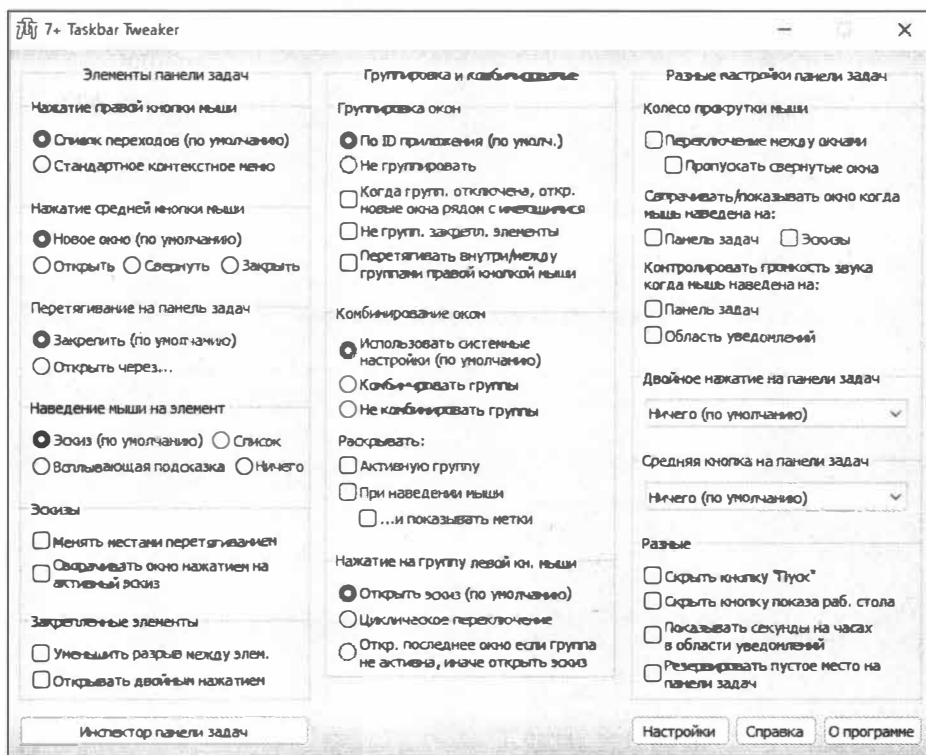 7+ Taskbar Tweaker
Элементы панели задач
Нажатие правой кнопки мыши
Список переходов (по умолчанию)
Стандартное контекстное меню
Нажатие средней кнопки мыши
Новое окно (по умолчанию)
Открыть Свернуть Закрыть
Перетягивание на панель задач
Закрепить (по умолчанию)
Открыть через...
Наведение мыши на элемент
Эскиз (по умолчанию) Список
Всплывающая подсказка Ничего
Эскизы
Менять местами перетягиванием
Сворачивать окно нажатием на
активный эскиз
Закрепленные элементы
Уменьшить разрыв между элем.
Открывать двойным нажатием
Инспектор панели задач
Группировка и комбинирование
Группировка окон
По ID приложения (по умолч.)
Не группировать
Когда групп. отключена, откр.
новые окна рядом с имеющимися
Не групп. закрепл. элементы
Перетягивать внутри/между
группами правой кнопкой мыши
Комбинирование окон
Использовать системные
настройки (по умолчанию)
Комбинировать группы
Не комбинировать группы
Раскрывать:
Активную группу
При наведении мыши
...и показывать метки
Нажатие на группу левой кн. мыши
Открыть эскиз (по умолчанию)
Циклическое переключение
Откр. последнее окно если группа
не активна, иначе открыть эскиз
Разные настройки панели задач
Колесо прокрутки мыши
Переключение между окнами
Пропускать свернутые окна
Сворачивать/показывать окно когда
мышь наведена на:
Панель задач Эскизы
Контролировать громкость звука
когда мышь наведена на:
Панель задач
Область уведомлений
Двойное нажатие на панели задач
Ничего (по умолчанию)
Средняя кнопка на панели задач
Ничего (по умолчанию)
Разные
Скрыть кнопку "Пуск"
Скрыть кнопку показа раб. стола
Показывать секунды на часах
в области уведомлений
Резервировать пустое место на
панели задач
Настройки Справка О программе